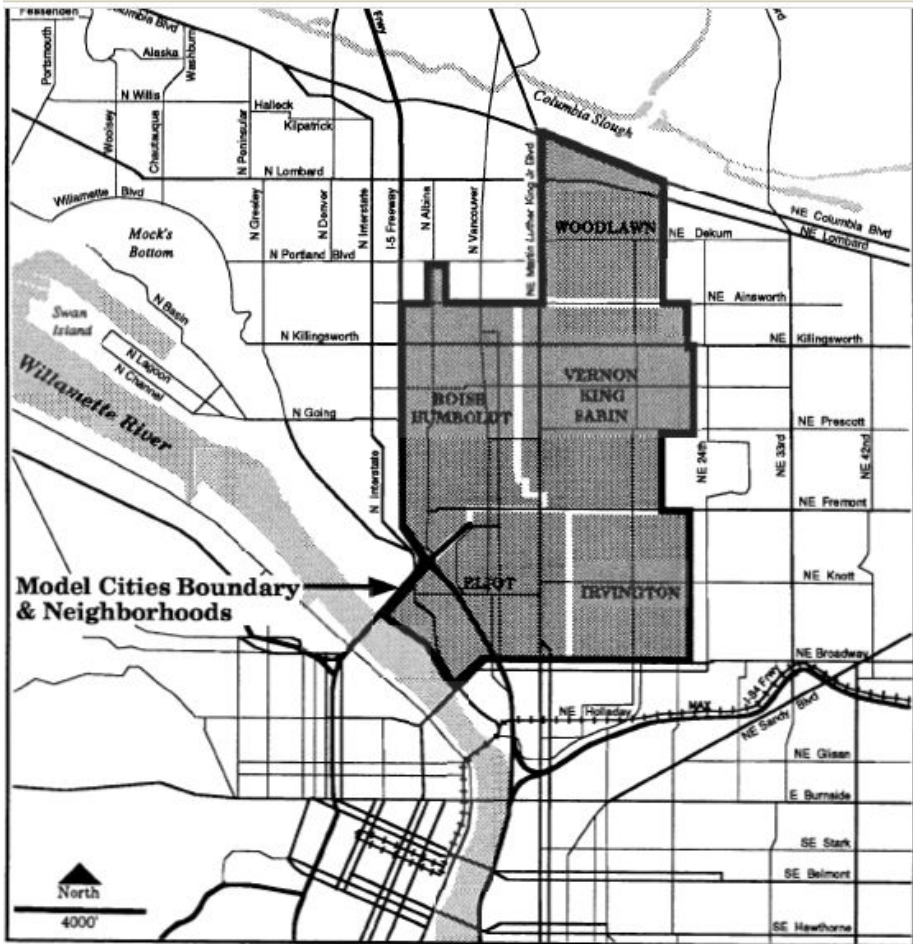 Fessenden
Columbia Blvd
Frwy
Portsmouth
Alaska
Washburn
N Willis
Woolsey
Chautauque
N Peninsular
Halleck
Kilpatrick
Columbia Slough
N Lombard
Willamette Blvd
N Greeley
N Denver
N Interstate
I-5 Freeway
N Albina
N Vancouver
NE Martin Luther King Jr Blvd
WOODLAWN
NE Dekum
NE Columbia Blvd
NE Lombard
Mock's
Bottom
N Portland Blvd
N Basin
NE Ainsworth
Swan
Island
N Killingsworth
NE Killingsworth
N Lagoon
N Channel
Willamette River
BOISE
HUMBOLDT
VERNON
KING
SABIN
N Going
NE Prescott
N Interstate
NE 24th
NE 33rd
NE 42nd
NE Fremont
Model Cities Boundary
& Neighborhoods
ELIOT
IRVINGTON
NE Knott
NE Broadway
NE Holladay
MAX
I-84 Frwy
NE Sandy Blvd
NE Glisan
E Burnside
SE Stark
SE Belmont
SE Hawthorne
North
4000'